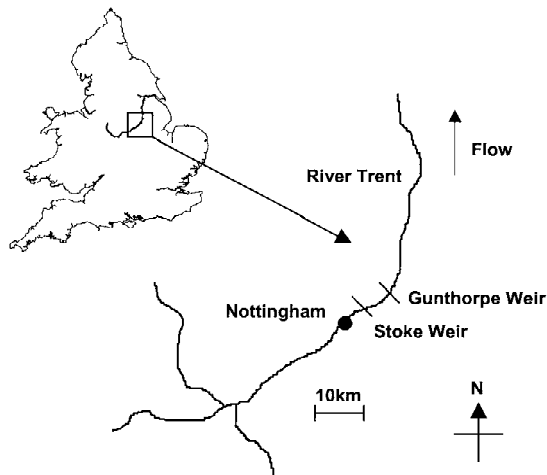 Flow
River Trent
Gunthorpe Weir
Nottingham
Stoke Weir
10km
N